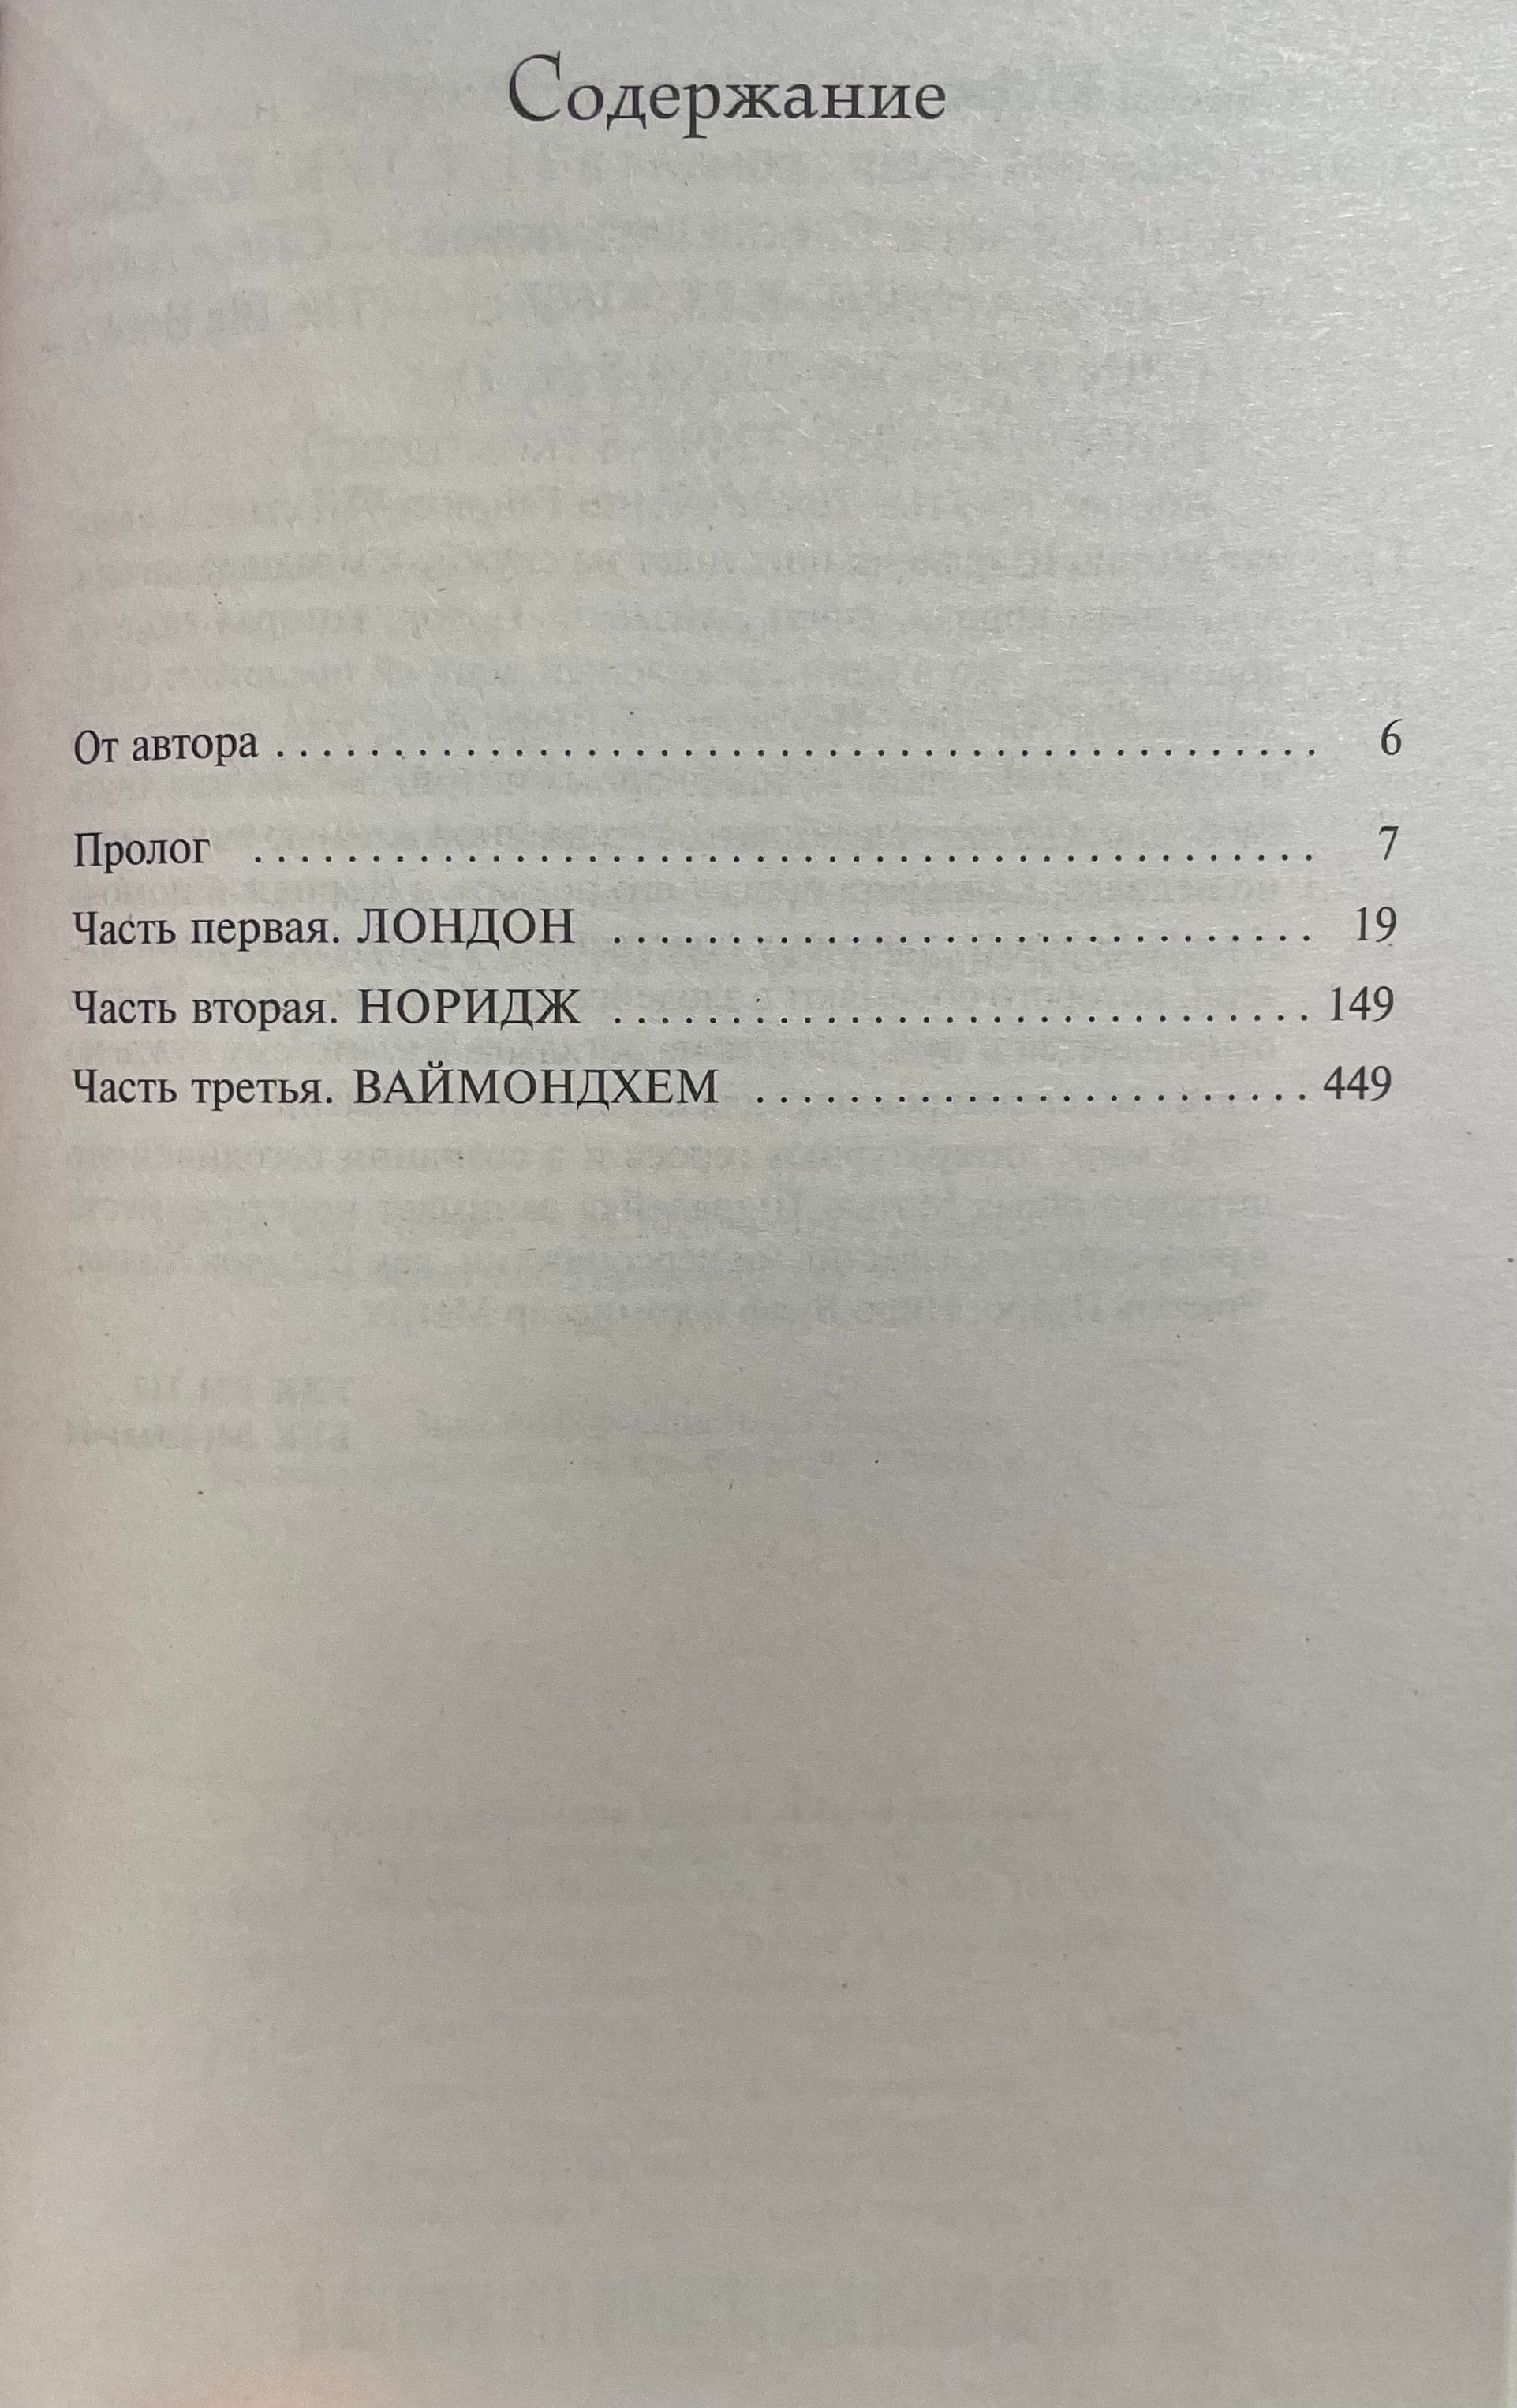 Содержание
От автора . . . . . . . . . . . . . . . . . . . . . . . . . . . . . . . . . . . . . . . . . . . . . 6
Пролог . . . . . . . . . . . . . . . . . . . . . . . . . . . . . . . . . . . . . . . . . . . . . . 7
Часть первая. ЛОНДОН . . . . . . . . . . . . . . . . . . . . . . . . . . . . . . 19
Часть вторая. НОРИДЖ . . . . . . . . . . . . . . . . . . . . . . . . . . . . . . 149
Часть третья. ВАЙМОНДХЕМ . . . . . . . . . . . . . . . . . . . . . . . . 449